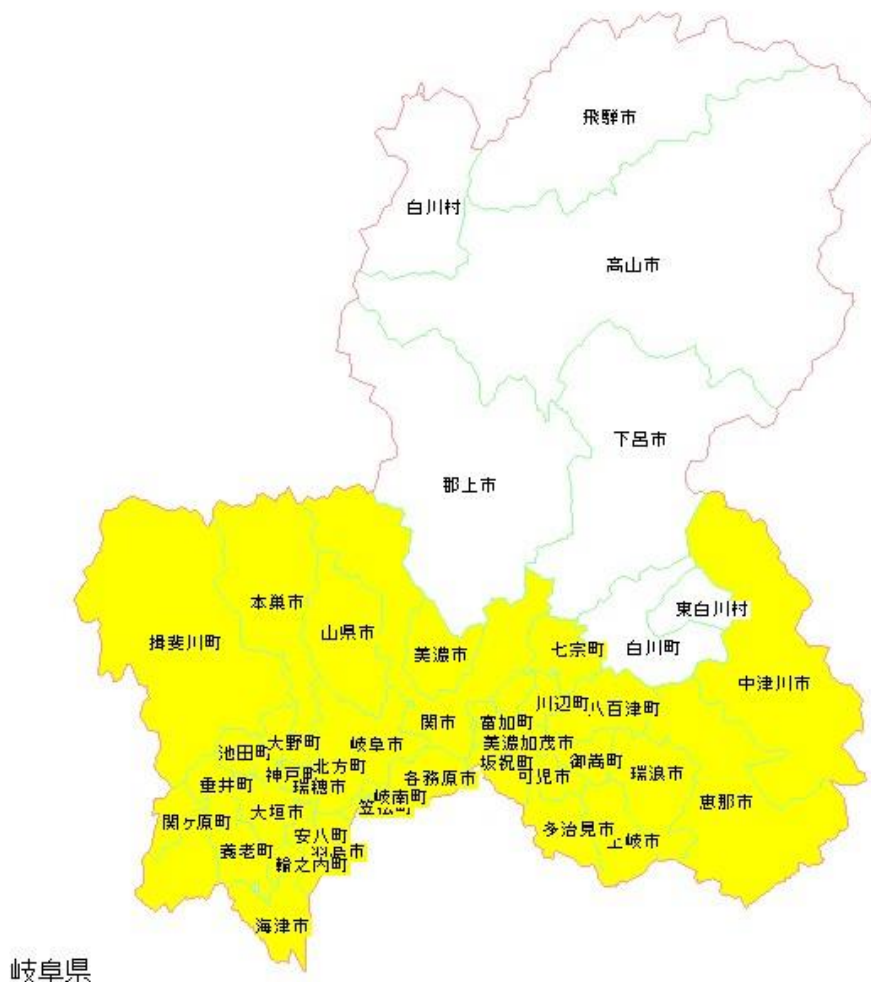 飛騨市
白川村
高山市
下呂市
郡上市
本巣市
東白川村
山県市
揖斐川町
美濃市
七宗町
白川町
中津川市
川辺町
八百津町
富加町
関市
大野町
岐阜市
美濃加茂市
池田町
御嵩町
坂祝町
北方町
神戸町
瑞浪市
可児市
各務原市
垂井町
瑞穂市
岐南町
恵那市
笠松町
大垣市
関ヶ原町
多治見市
安八町
土岐市
養老町
羽島市
輪之内町
海津市
岐阜県